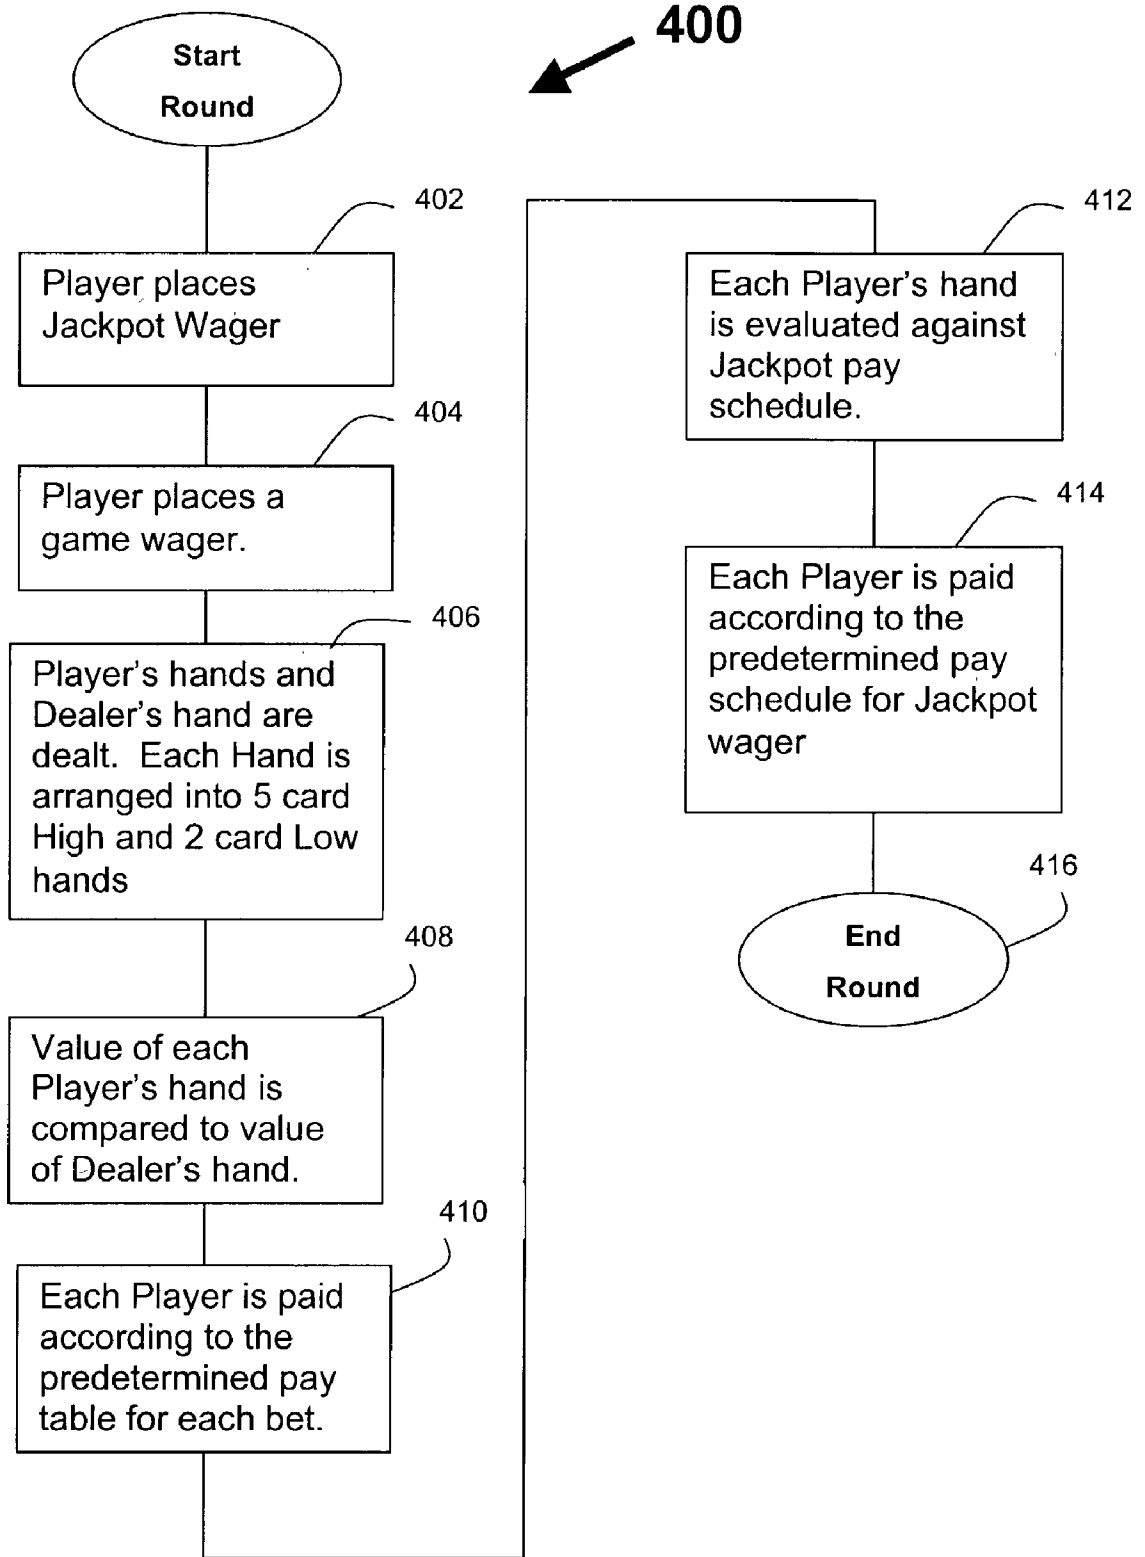 400
Start
Round
402
Player places
Jackpot Wager
404
Player places a
game wager.
406
Player's hands and
Dealer's hand are
dealt. Each Hand is
arranged into 5 card
High and 2 card Low
hands
408
Value of each
Player's hand is
compared to value
of Dealer's hand.
410
Each Player is paid
according to the
predetermined pay
table for each bet.
412
Each Player's hand
is evaluated against
Jackpot pay
schedule.
414
Each Player is paid
according to the
predetermined pay
schedule for Jackpot
wager
416
End
Round